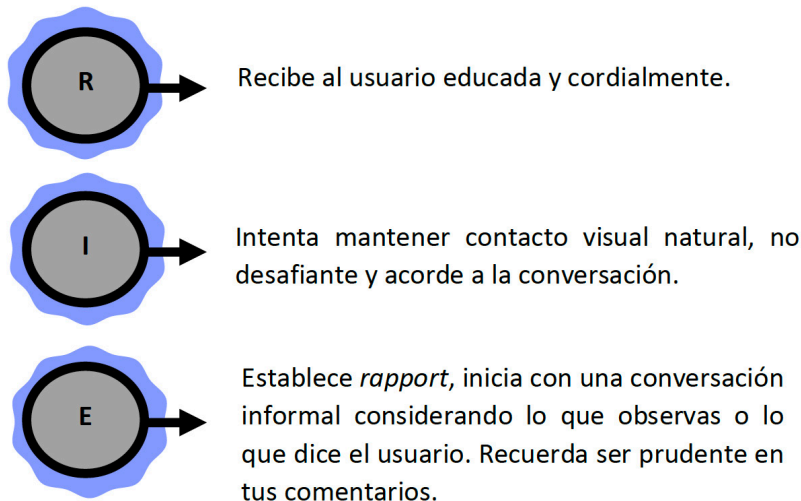 R
Recibe al usuario educada y cordialmente.
I
Intenta mantener contacto visual natural, no
desafiante y acorde a la conversación.
E
Establece rapport, inicia con una conversación
informal considerando lo que observas o lo
que dice el usuario. Recuerda ser prudente en
tus comentarios.